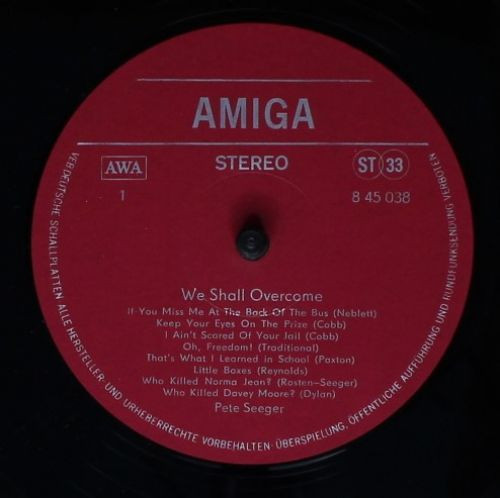 AMIGA
AWA
STEREO
ST 33
1
8 45 038
We Shall Overcome
If You Miss Me At The Back Of The Bus (Neblett)
Keep Your Eyes On The Prize (Cobb)
I Ain't Scared Of Your Jail (Cobb)
Oh, Freedom! (Traditional)
That's What I Learned in School (Paxton)
Little Boxes (Reynolds)
Who Killed Norma Jean? (Rosten–Seeger)
Who Killed Davey Moore? (Dylan)
Pete Seeger
VEB DEUTSCHE SCHALLPLATTEN ALLE HERSTELLER- UND URHEBERRECHTE VORBEHALTEN · ÜBERSPIELUNG, ÖFFENTLICHE AUFFÜHRUNG UND RUNDFUNKSENDUNG VERBOTEN